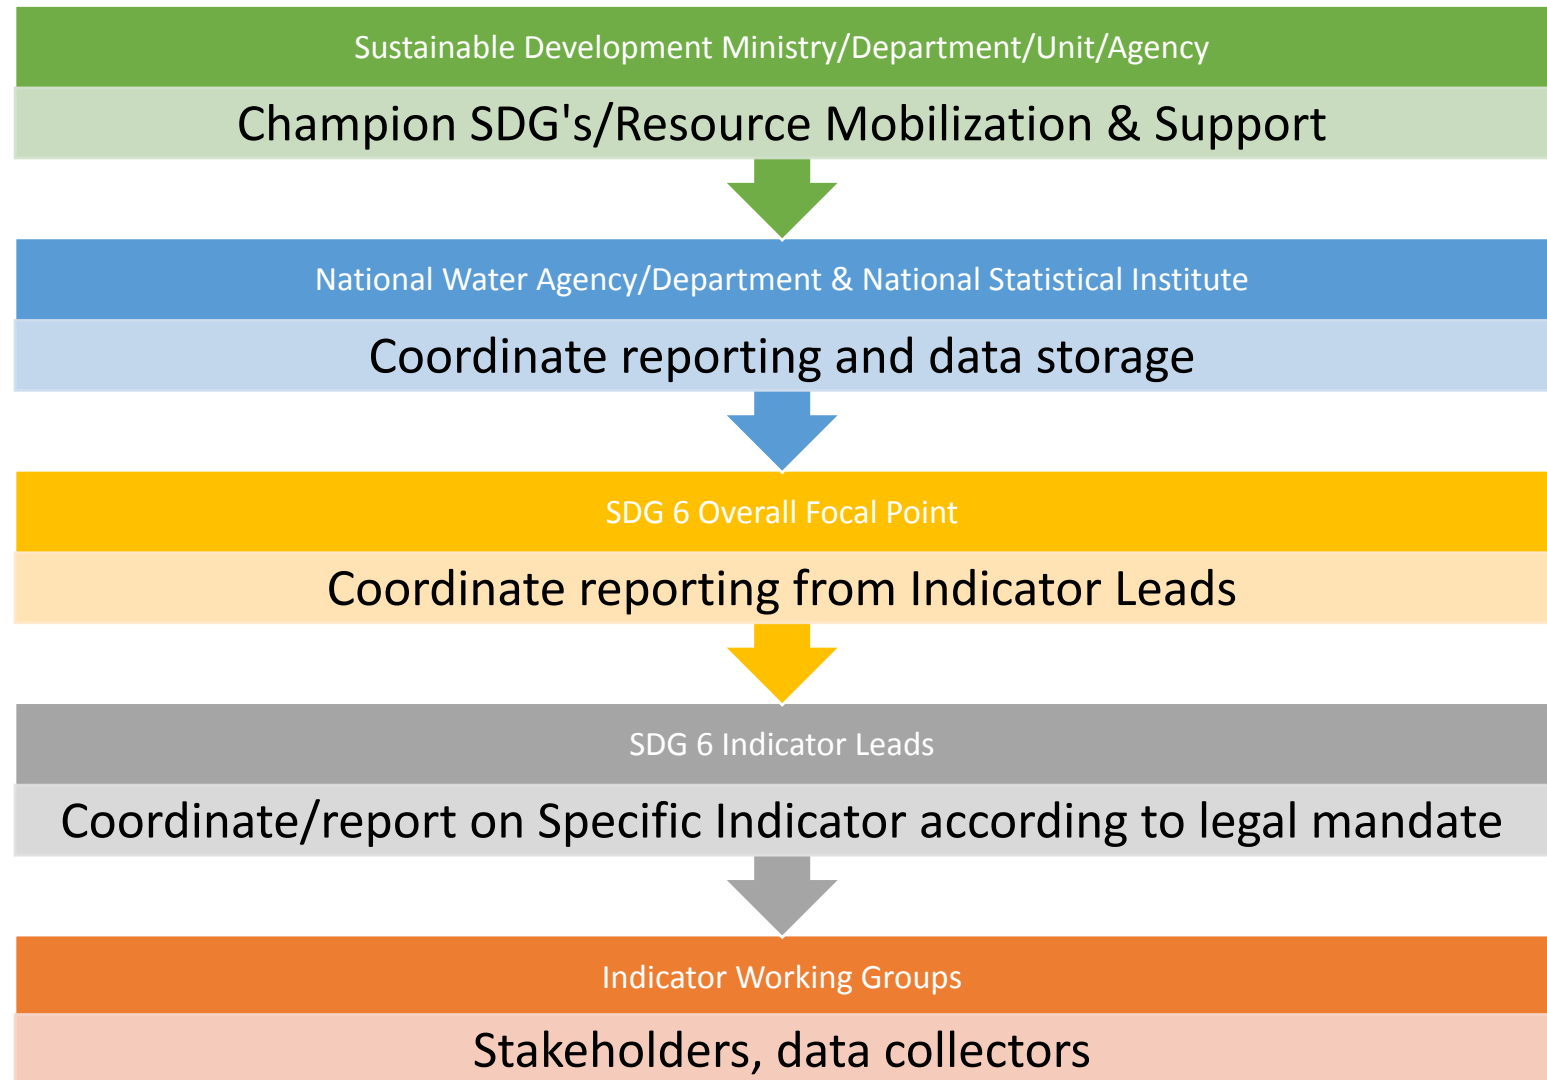 Sustainable Development Ministry/Department/Unit/Agency
Champion SDG's/Resource Mobilization & Support
National Water Agency/Department & National Statistical Institute
Coordinate reporting and data storage
SDG 6 Overall Focal Point
Coordinate reporting from Indicator Leads
SDG 6 Indicator Leads
Coordinate/report on Specific Indicator according to legal mandate
Indicator Working Groups
Stakeholders, data collectors